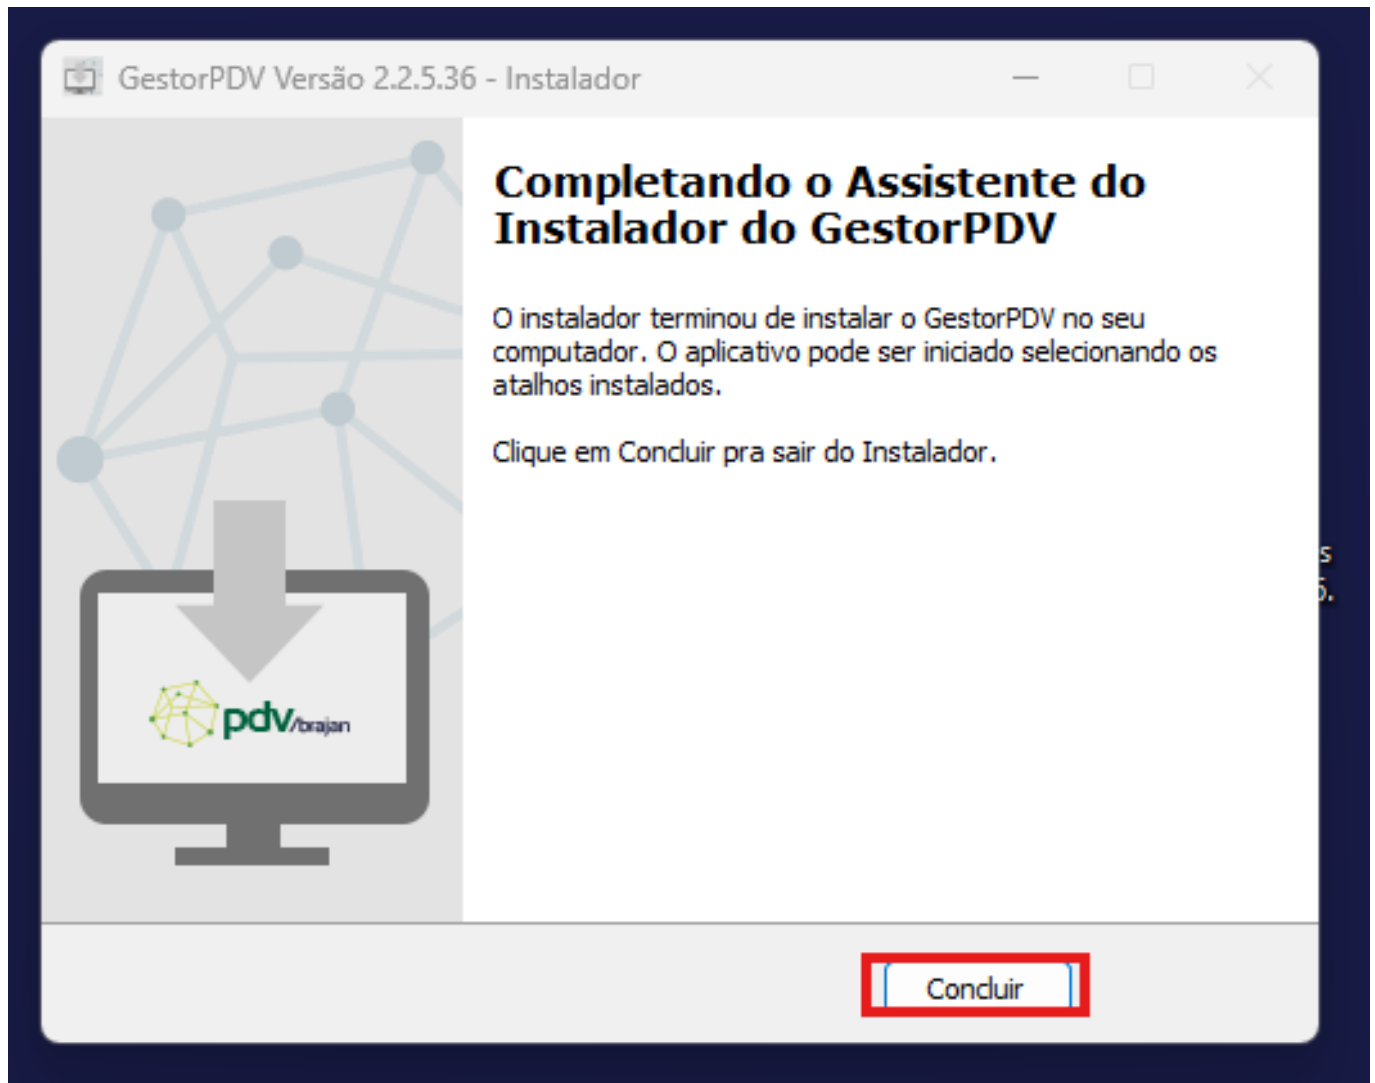 GestorPDV Versão 2.2.5.36 - Instalador
Completando o Assistente do
Instalador do GestorPDV
O instalador terminou de instalar o GestorPDV no seu
computador. O aplicativo pode ser iniciado selecionando os
atalhos instalados.
Clique em Concluir pra sair do Instalador.
pdv/brajan
Concluir